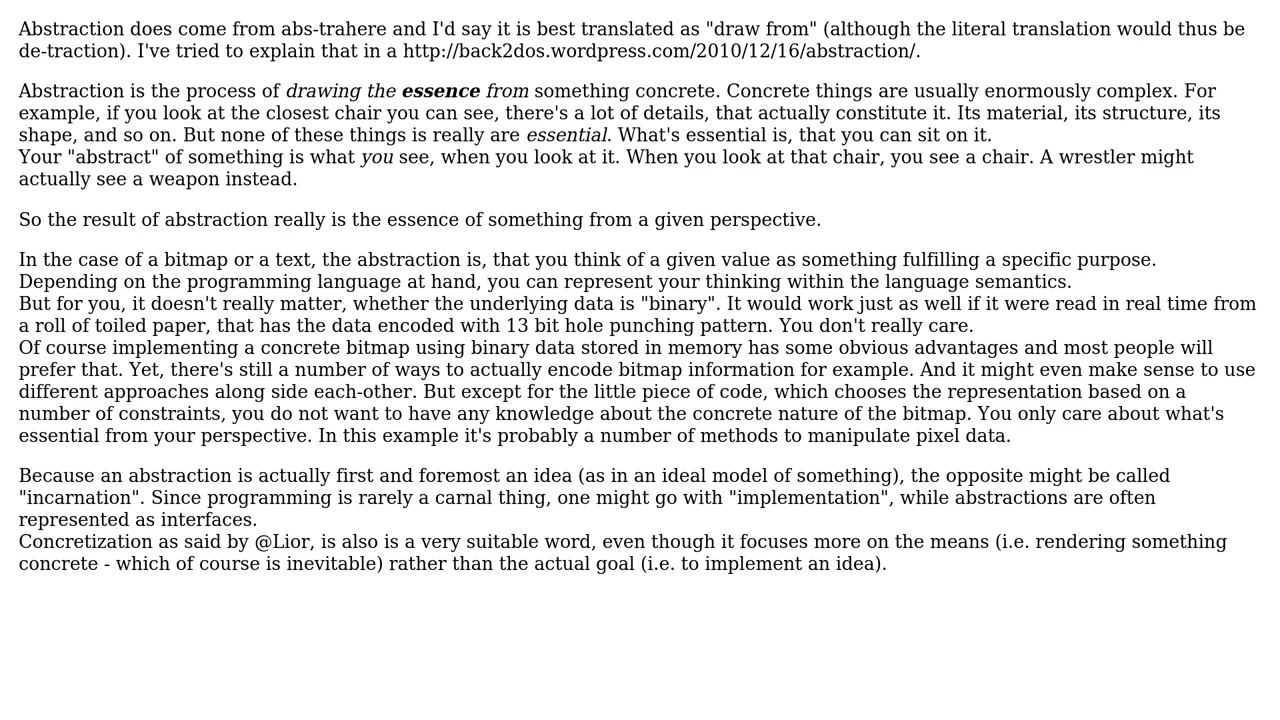 Abstraction does come from abs-trahere and I'd say it is best translated as "draw from" (although the literal translation would thus be
de-traction). I've tried to explain that in a http://back2dos.wordpress.com/2010/12/16/abstraction/.
Abstraction is the process of drawing the essence from something concrete. Concrete things are usually enormously complex. For
example, if you look at the closest chair you can see, there's a lot of details, that actually constitute it. Its material, its structure, its
shape, and so on. But none of these things is really are essential. What's essential is, that you can sit on it.
Your "abstract" of something is what you see, when you look at it. When you look at that chair, you see a chair. A wrestler might
actually see a weapon instead.
So the result of abstraction really is the essence of something from a given perspective.
In the case of a bitmap or a text, the abstraction is, that you think of a given value as something fulfilling a specific purpose.
Depending on the programming language at hand, you can represent your thinking within the language semantics.
But for you, it doesn't really matter, whether the underlying data is "binary". It would work just as well if it were read in real time from
a roll of toiled paper, that has the data encoded with 13 bit hole punching pattern. You don't really care.
Of course implementing a concrete bitmap using binary data stored in memory has some obvious advantages and most people will
prefer that. Yet, there's still a number of ways to actually encode bitmap information for example. And it might even make sense to use
different approaches along side each-other. But except for the little piece of code, which chooses the representation based on a
number of constraints, you do not want to have any knowledge about the concrete nature of the bitmap. You only care about what's
essential from your perspective. In this example it's probably a number of methods to manipulate pixel data.
Because an abstraction is actually first and foremost an idea (as in an ideal model of something), the opposite might be called
"incarnation". Since programming is rarely a carnal thing, one might go with "implementation", while abstractions are often
represented as interfaces.
Concretization as said by @Lior, is also is a very suitable word, even though it focuses more on the means (i.e. rendering something
concrete - which of course is inevitable) rather than the actual goal (i.e. to implement an idea).